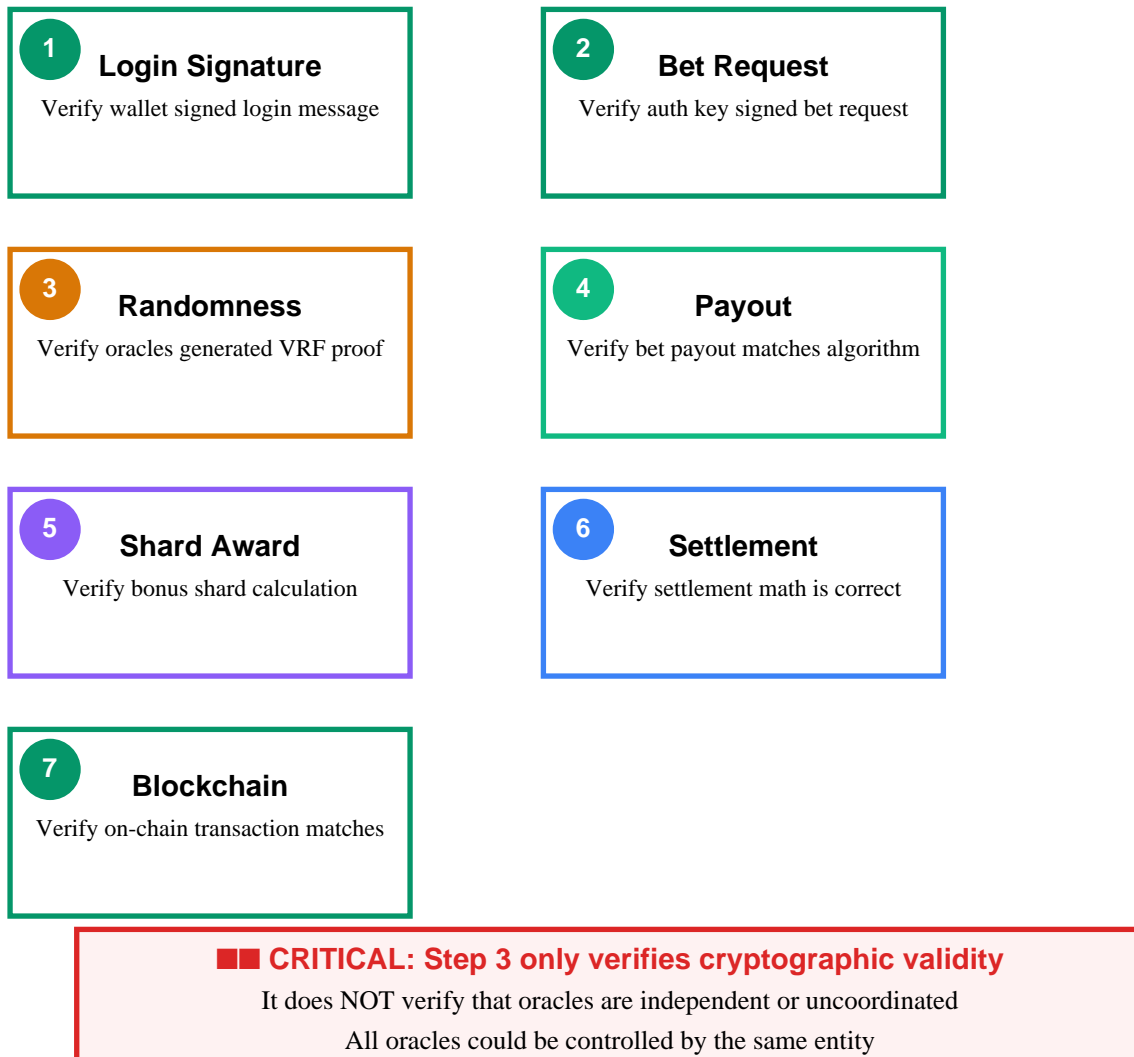 1
Login Signature
Verify wallet signed login message
2
Bet Request
Verify auth key signed bet request
3
Randomness
Verify oracles generated VRF proof
4
Payout
Verify bet payout matches algorithm
5
Shard Award
Verify bonus shard calculation
6
Settlement
Verify settlement math is correct
7
Blockchain
Verify on-chain transaction matches
■■ CRITICAL: Step 3 only verifies cryptographic validity
It does NOT verify that oracles are independent or uncoordinated
All oracles could be controlled by the same entity